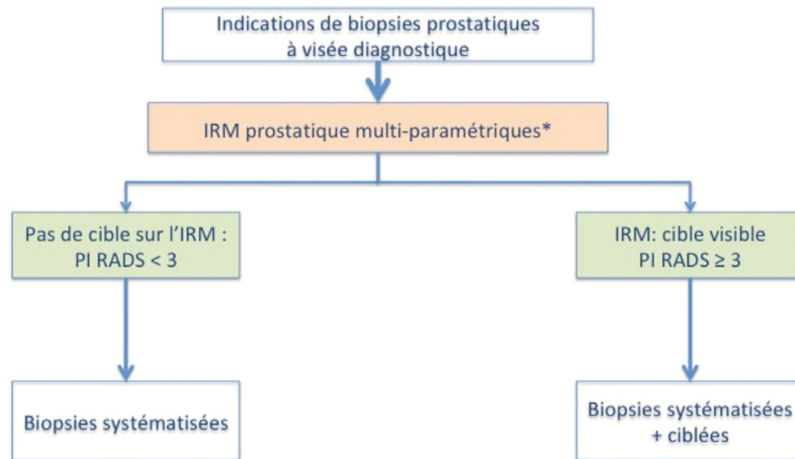 Indications de biopsies prostatiques
à visée diagnostique
IRM prostatique multi-paramétriques*
Pas de cible sur l'IRM :
PI RADS < 3
IRM: cible visible
PI RADS ≥ 3
Biopsies systématisées
Biopsies systématisées
+ ciblées